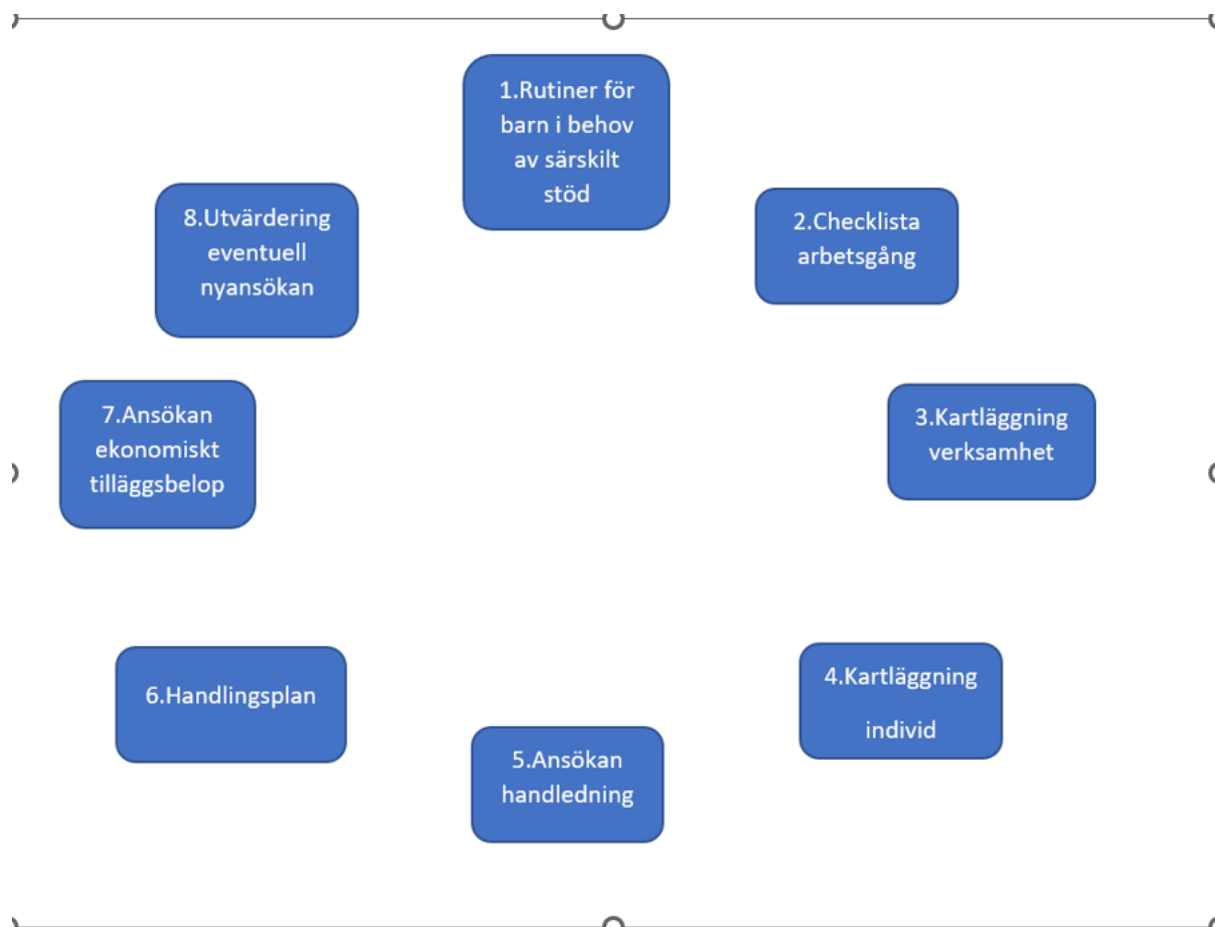 1.Rutiner för
barn i behov
av särskilt
stöd
2.Checklista
arbetsgång
3.Kartläggning
verksamhet
4.Kartläggning
individ
5.Ansökan
handledning
6.Handlingsplan
7.Ansökan
ekonomiskt
tilläggsbelop
8.Utvärdering
eventuell
nyansökan